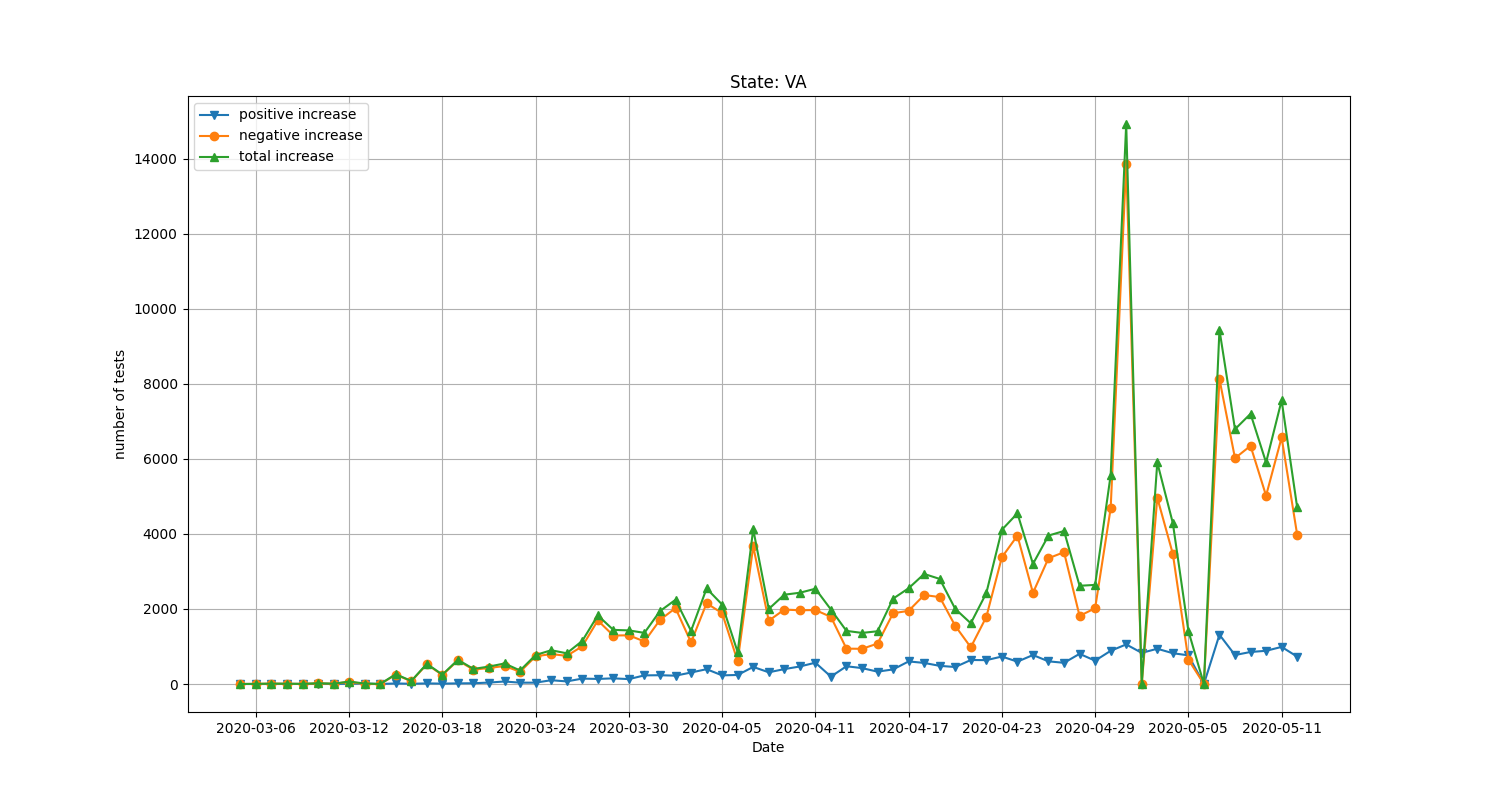 State: VA
positive increase
negative increase
total increase
number of tests
14000
12000
10000
8000
6000
4000
2000
0
2020-03-06 2020-03-12 2020-03-18 2020-03-24 2020-03-30 2020-04-05 2020-04-11 2020-04-17 2020-04-23 2020-04-29 2020-05-05 2020-05-11
Date